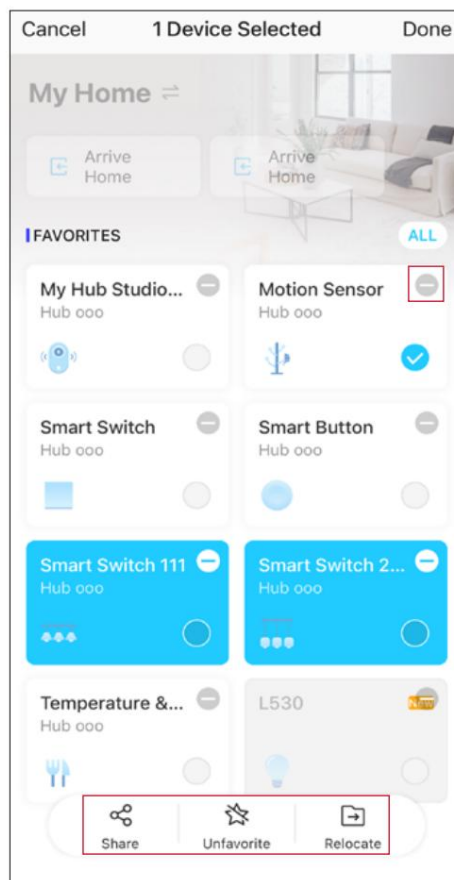 Cancel 1 Device Selected Done
My Home
Arrive Home
Arrive Home
FAVORITES ALL
My Hub Studio...
Hub ooo
Motion Sensor
Hub ooo
Smart Switch
Hub ooo
Smart Button
Hub ooo
Smart Switch 111
Hub ooo
Smart Switch 2...
Hub ooo
Temperature &...
Hub ooo
L530
New
Share Unfavorite Relocate